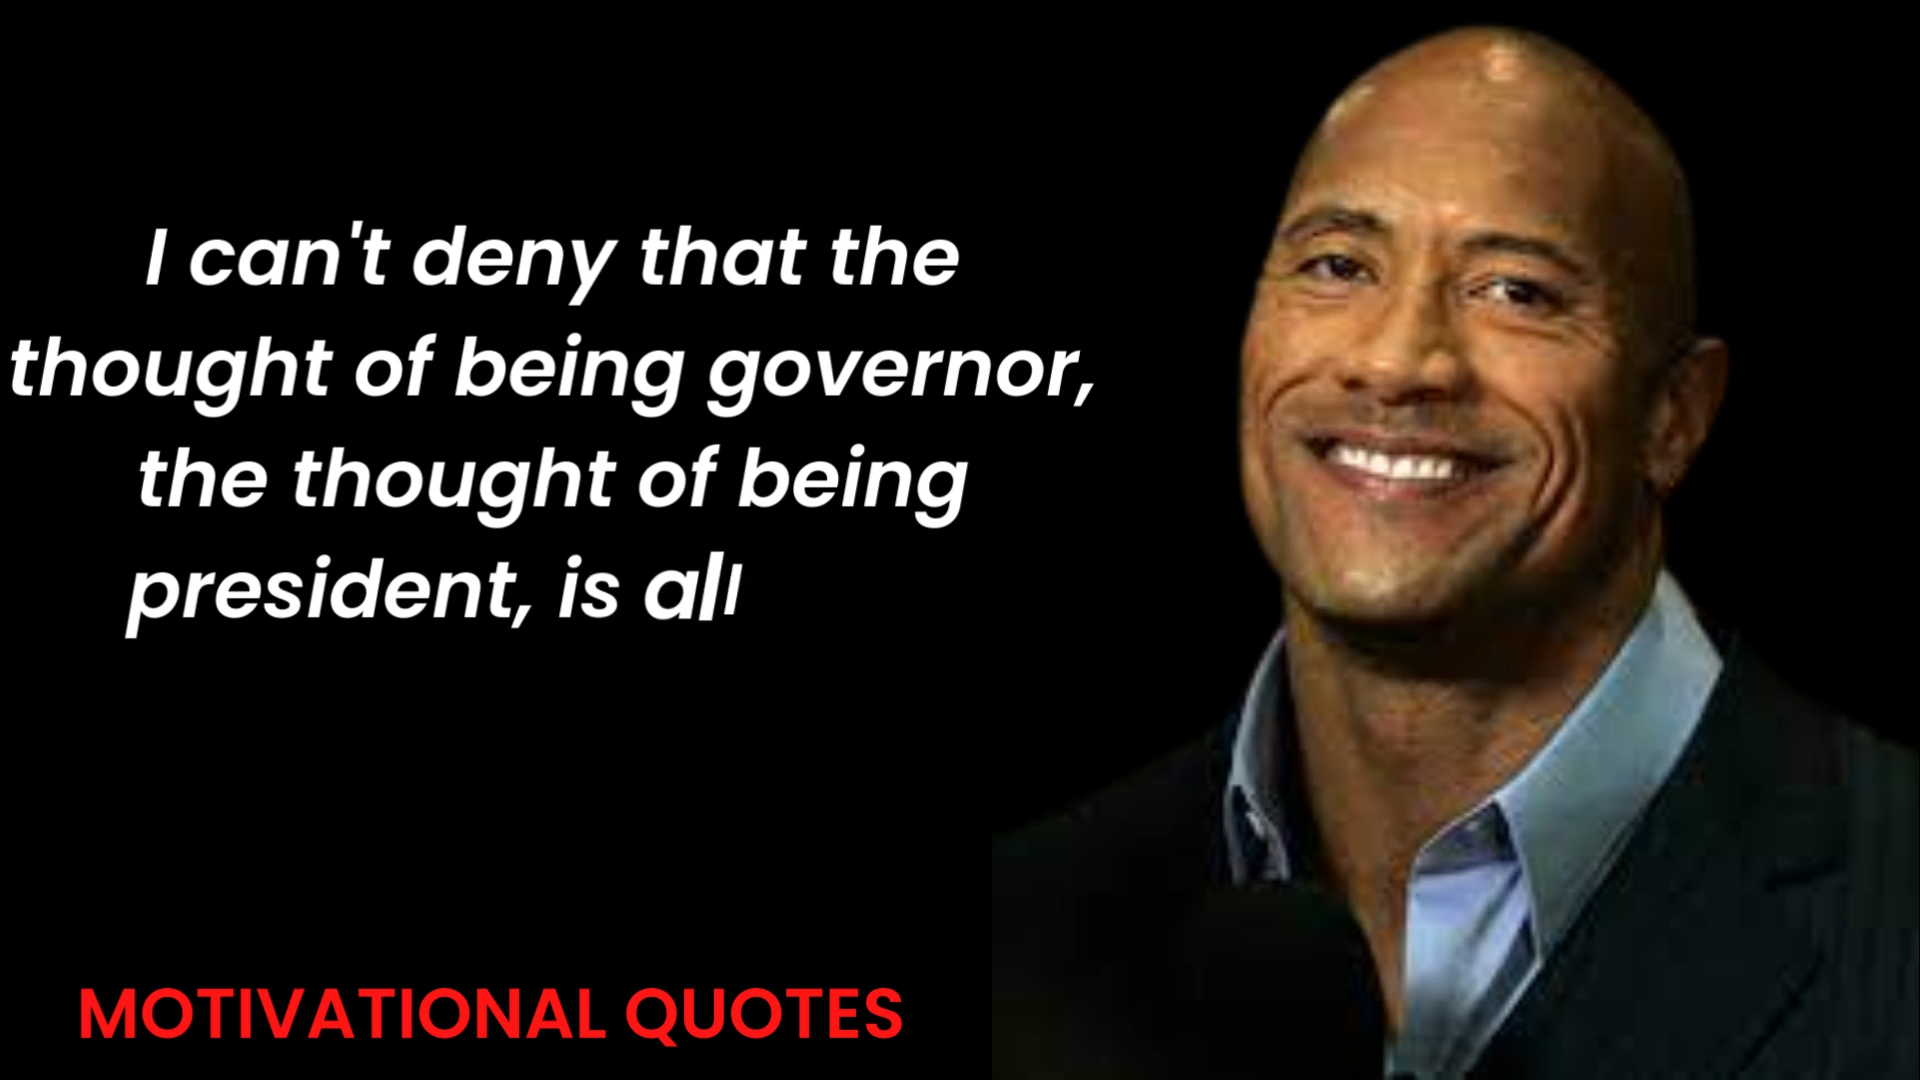 I can't deny that the
thought of being governor,
the thought of being
president, is all
MOTIVATIONAL QUOTES